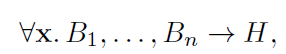 ∀x. B₁, . . . , Bₙ → H,